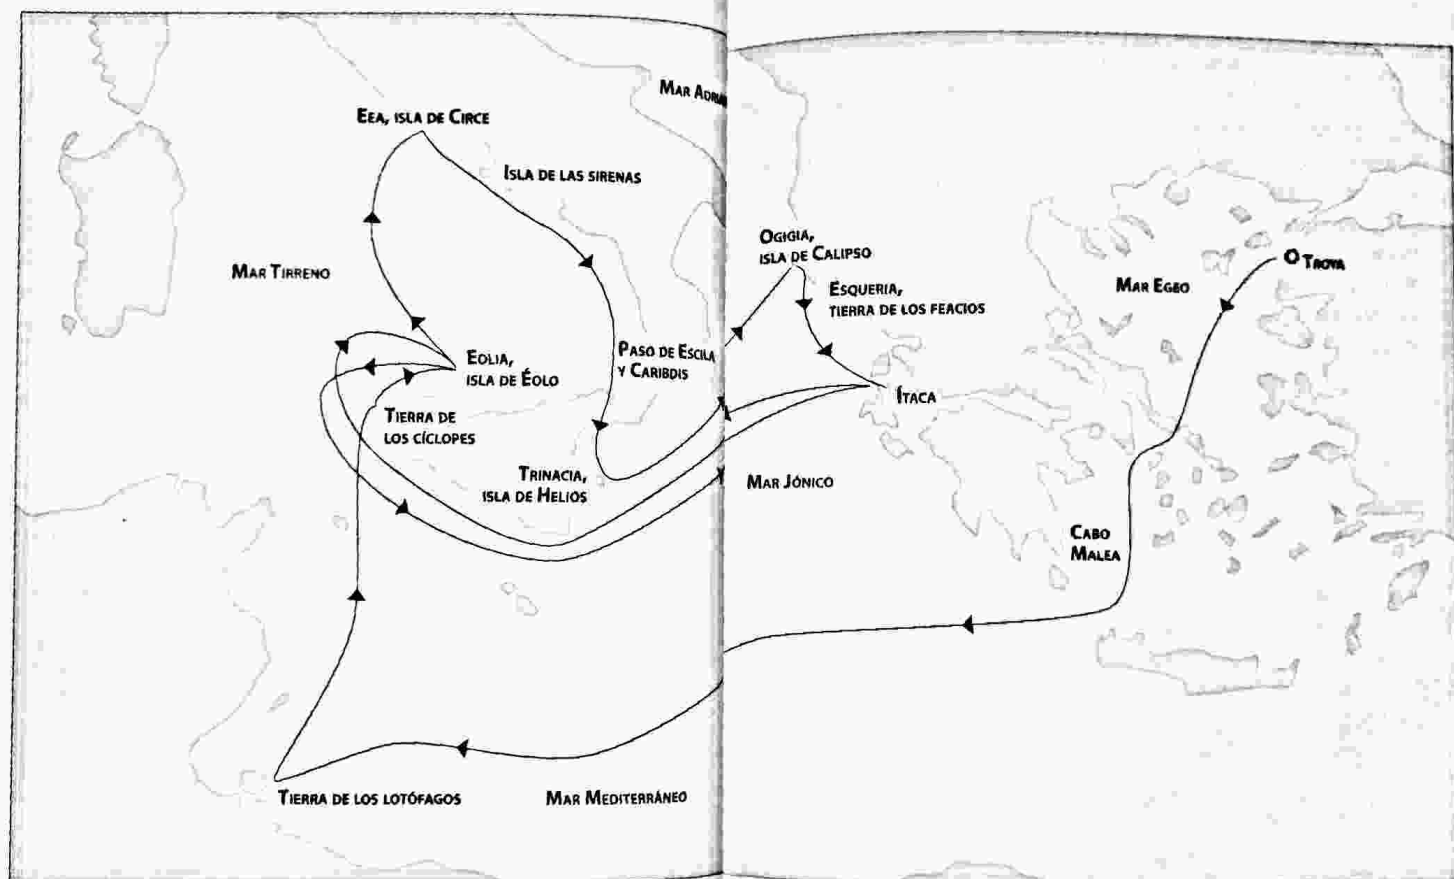 MAR ADRIÁ
EEA, ISLA DE CIRCE
ISLA DE LAS SIRENAS
MAR TIRRENO
EOLIA,
ISLA DE ÉOLO
PASO DE ESCILA
Y CARIBDIS
TIERRA DE
LOS CÍCLOPES
TRINACIA,
ISLA DE HELIOS
TIERRA DE LOS LOTÓFAGOS
MAR MEDITERRÁNEO
OGIGIA,
ISLA DE CALIPSO
ESQUERIA,
TIERRA DE LOS FEACIOS
MAR EGEO
TROYA
ÍTACA
MAR JÓNICO
CABO
MALEA